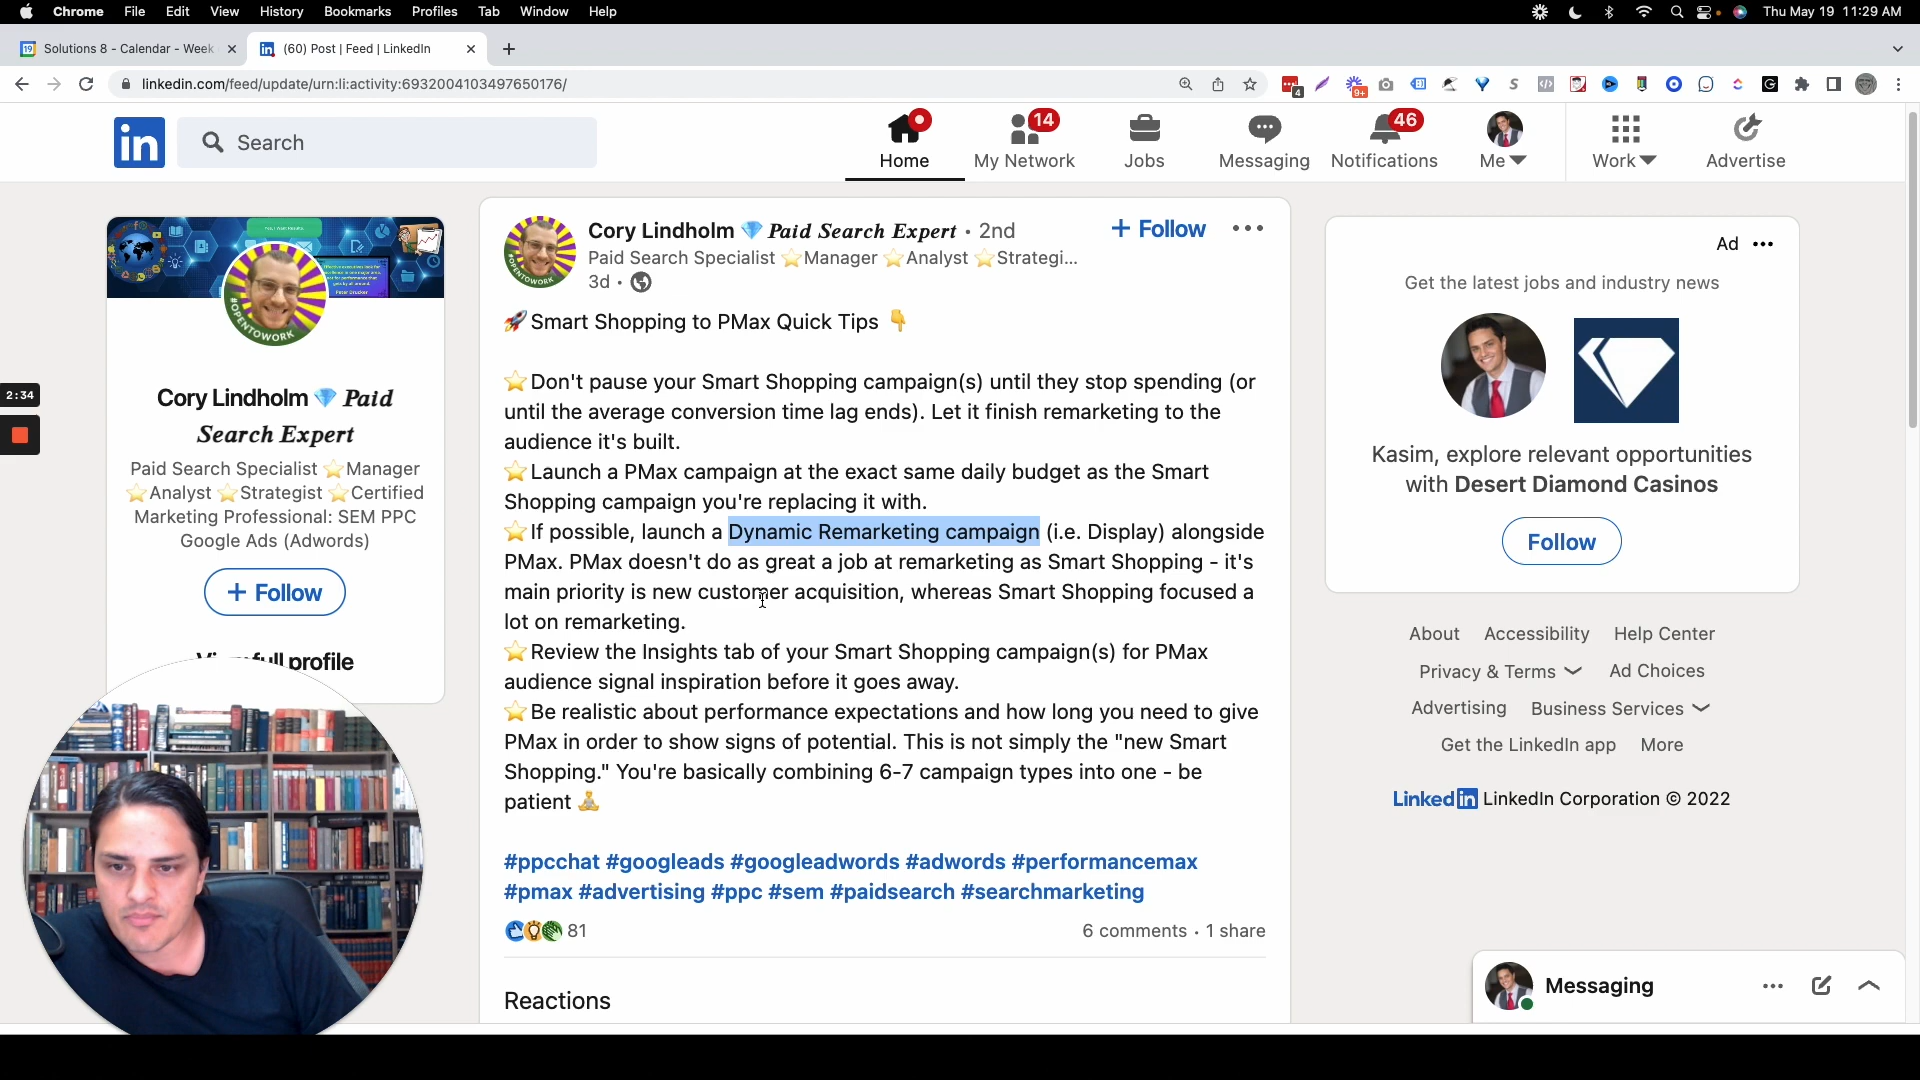 Chrome File Edit View History Bookmarks Profiles Tab Window Help Thu May 19 11:29 AM
19 Solutions 8 - Calendar - Week
in (60) Post | Feed | LinkedIn
linkedin.com/feed/update/urn:li:activity:6932004103497650176/
4
9+
in Search
Home
14 My Network
Jobs
Messaging
46 Notifications
Me
Work
Advertise
2:34
Yes, I Want Results.
Peter Drucker
#OPENTOWORK
Cory Lindholm 💎 Paid
Search Expert
Paid Search Specialist ⭐Manager
⭐Analyst ⭐Strategist ⭐Certified
Marketing Professional: SEM PPC
Google Ads (Adwords)
+ Follow
full profile
Cory Lindholm 💎 Paid Search Expert • 2nd
Paid Search Specialist ⭐Manager ⭐Analyst ⭐Strategi...
3d •
+ Follow
🚀Smart Shopping to PMax Quick Tips 👇
⭐Don't pause your Smart Shopping campaign(s) until they stop spending (or
until the average conversion time lag ends). Let it finish remarketing to the
audience it's built.
⭐Launch a PMax campaign at the exact same daily budget as the Smart
Shopping campaign you're replacing it with.
⭐If possible, launch a Dynamic Remarketing campaign (i.e. Display) alongside
PMax. PMax doesn't do as great a job at remarketing as Smart Shopping - it's
main priority is new customer acquisition, whereas Smart Shopping focused a
lot on remarketing.
⭐Review the Insights tab of your Smart Shopping campaign(s) for PMax
audience signal inspiration before it goes away.
⭐Be realistic about performance expectations and how long you need to give
PMax in order to show signs of potential. This is not simply the "new Smart
Shopping." You're basically combining 6-7 campaign types into one - be
patient 🧘
#ppcchat #googleads #googleadwords #adwords #performancemax
#pmax #advertising #ppc #sem #paidsearch #searchmarketing
81
6 comments • 1 share
Reactions
Ad
Get the latest jobs and industry news
Kasim, explore relevant opportunities
with Desert Diamond Casinos
Follow
About Accessibility Help Center
Privacy & Terms Ad Choices
Advertising Business Services
Get the LinkedIn app More
LinkedIn LinkedIn Corporation © 2022
Messaging